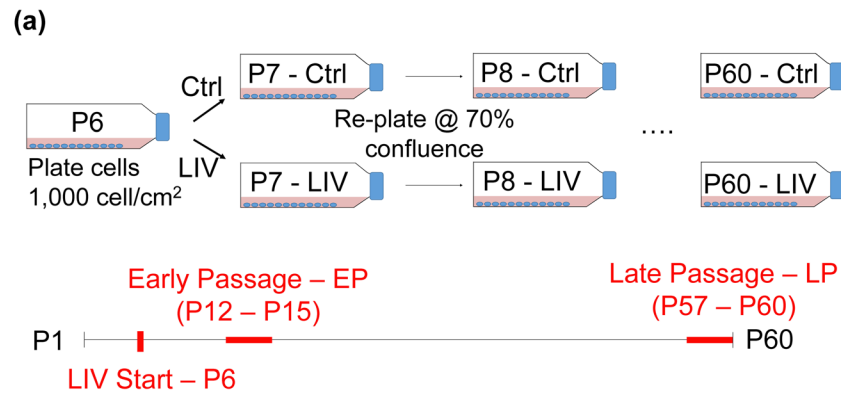 (a)
P6
Plate cells
1,000 cell/cm²
Ctrl
LIV
P7 - Ctrl
P8 - Ctrl
P60 - Ctrl
Re-plate @ 70%
confluence
....
P7 - LIV
P8 - LIV
P60 - LIV
Early Passage – EP
(P12 – P15)
Late Passage – LP
(P57 – P60)
P1
P60
LIV Start – P6